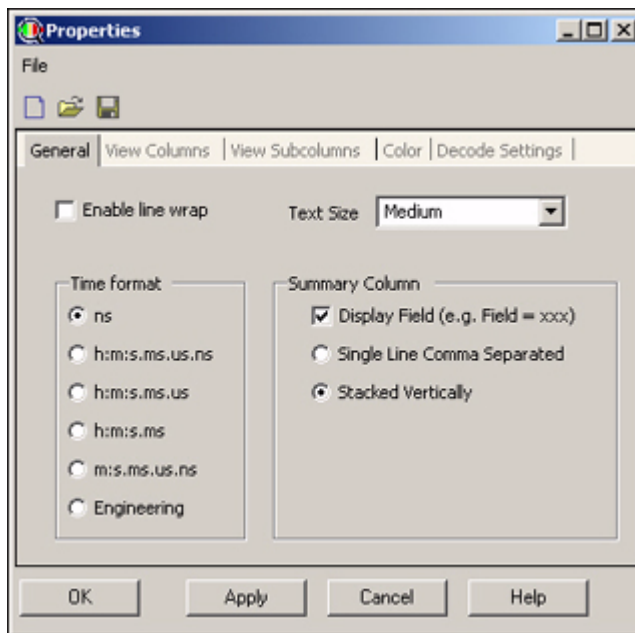 Properties
File
General View Columns View Subcolumns Color Decode Settings
Enable line wrap Text Size Medium
Time format Summary Column
ns Display Field (e.g. Field = xxx)
h:m:s.ms.us.ns Single Line Comma Separated
h:m:s.ms.us Stacked Vertically
h:m:s.ms
m:s.ms.us.ns
Engineering
OK Apply Cancel Help